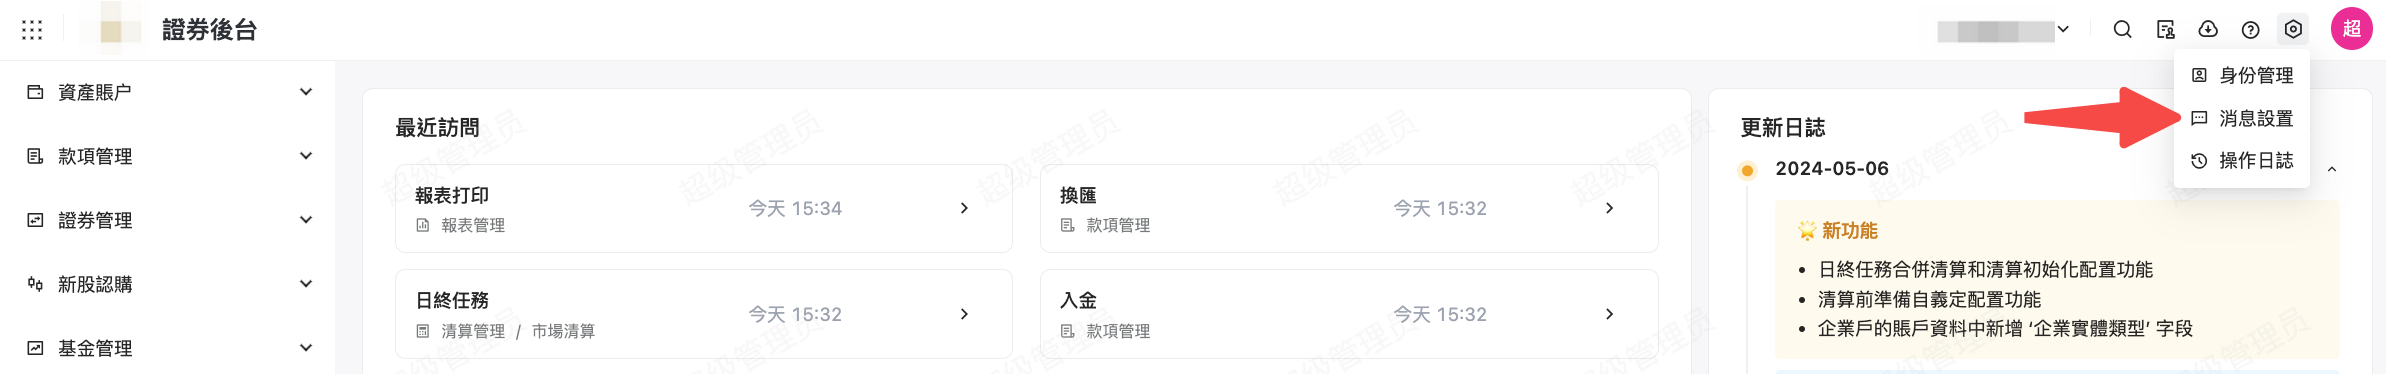 證券後台
超
身份管理
消息設置
操作日誌
資產賬户
款項管理
證券管理
新股認購
基金管理
最近訪問
報表打印
報表管理
今天 15:34
換匯
款項管理
今天 15:32
日終任務
清算管理 / 市場清算
今天 15:32
入金
款項管理
今天 15:32
更新日誌
2024-05-06
新功能
• 日終任務合併清算和清算初始化配置功能
• 清算前準備自義定配置功能
• 企業戶的賬戶資料中新增 ‘企業實體類型’ 字段
超级管理员